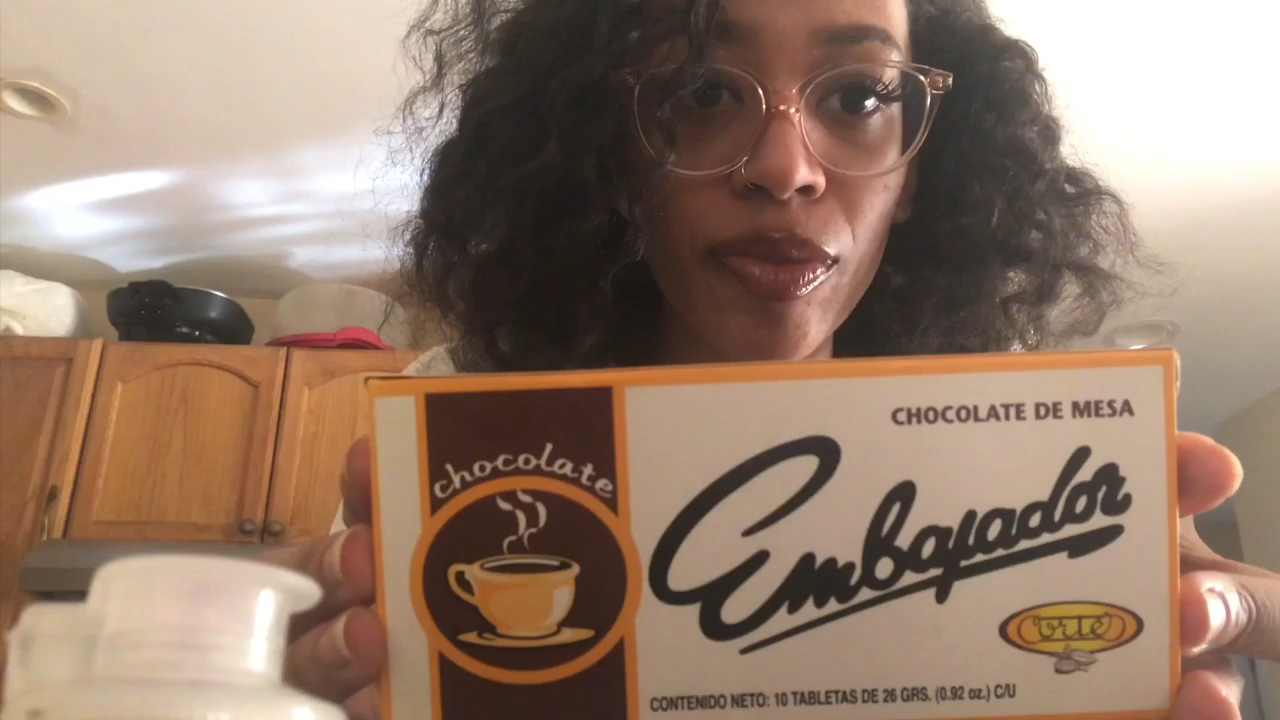 CHOCOLATE DE MESA
chocolate
Embajador
Corté
CONTENIDO NETO: 10 TABLETAS DE 26 GRS. (0.92 oz.) C/U